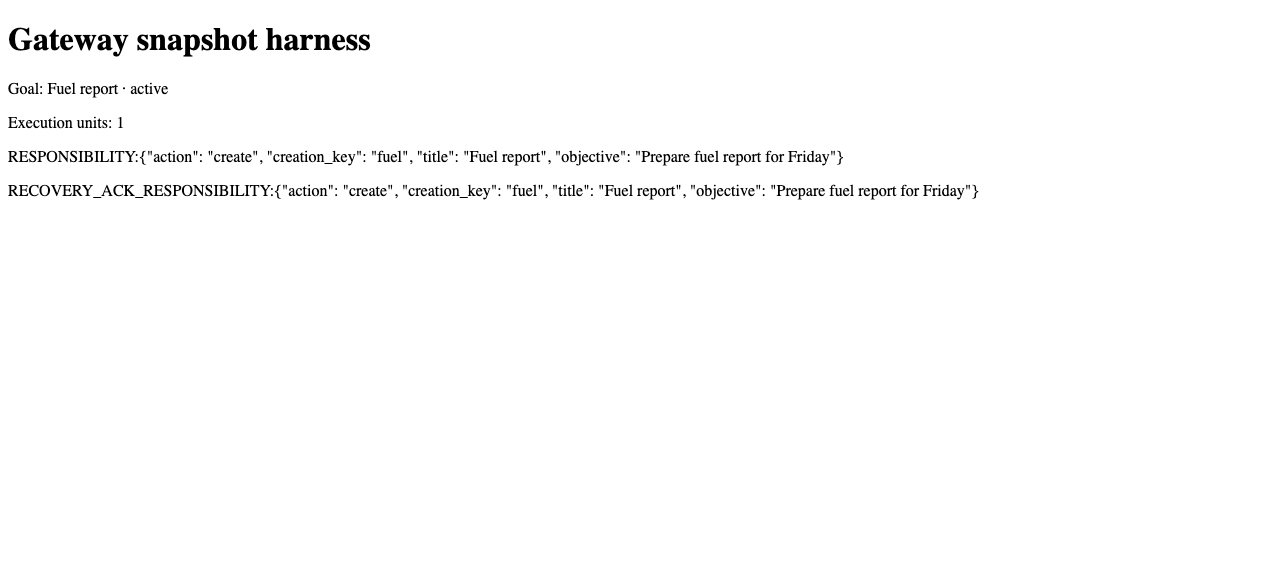 Gateway snapshot harness
Goal: Fuel report · active
Execution units: 1
RESPONSIBILITY:{"action": "create", "creation_key": "fuel", "title": "Fuel report", "objective": "Prepare fuel report for Friday"}
RECOVERY_ACK_RESPONSIBILITY:{"action": "create", "creation_key": "fuel", "title": "Fuel report", "objective": "Prepare fuel report for Friday"}